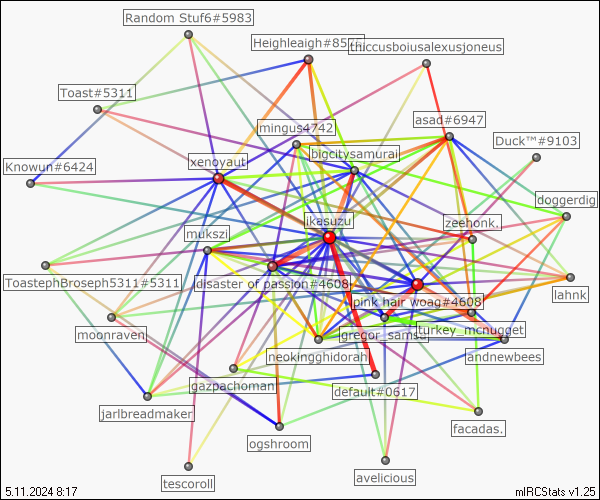 Random Stuf6#5983
Heighleaigh#857
thiccusboiusalexusjoneus
Toast#5311
asad#6947
mingus4742
Duck™#9103
xenoyaut
bigcitysamurai
Knowun#6424
doggerdig
ikasuzu
zeehonk.
mukszi
ToastephBroseph5311#5311
disaster of passion#4608
lahnk
pink hair woag#4608
moonraven
gregor_samsa
turkey_mcnugget
neokingghidorah
andnewbees
gazpachoman
default#0617
jarlbreadmaker
facadas.
ogshroom
avelicious
tescoroll
5.11.2024 8:17
mIRCStats v1.25